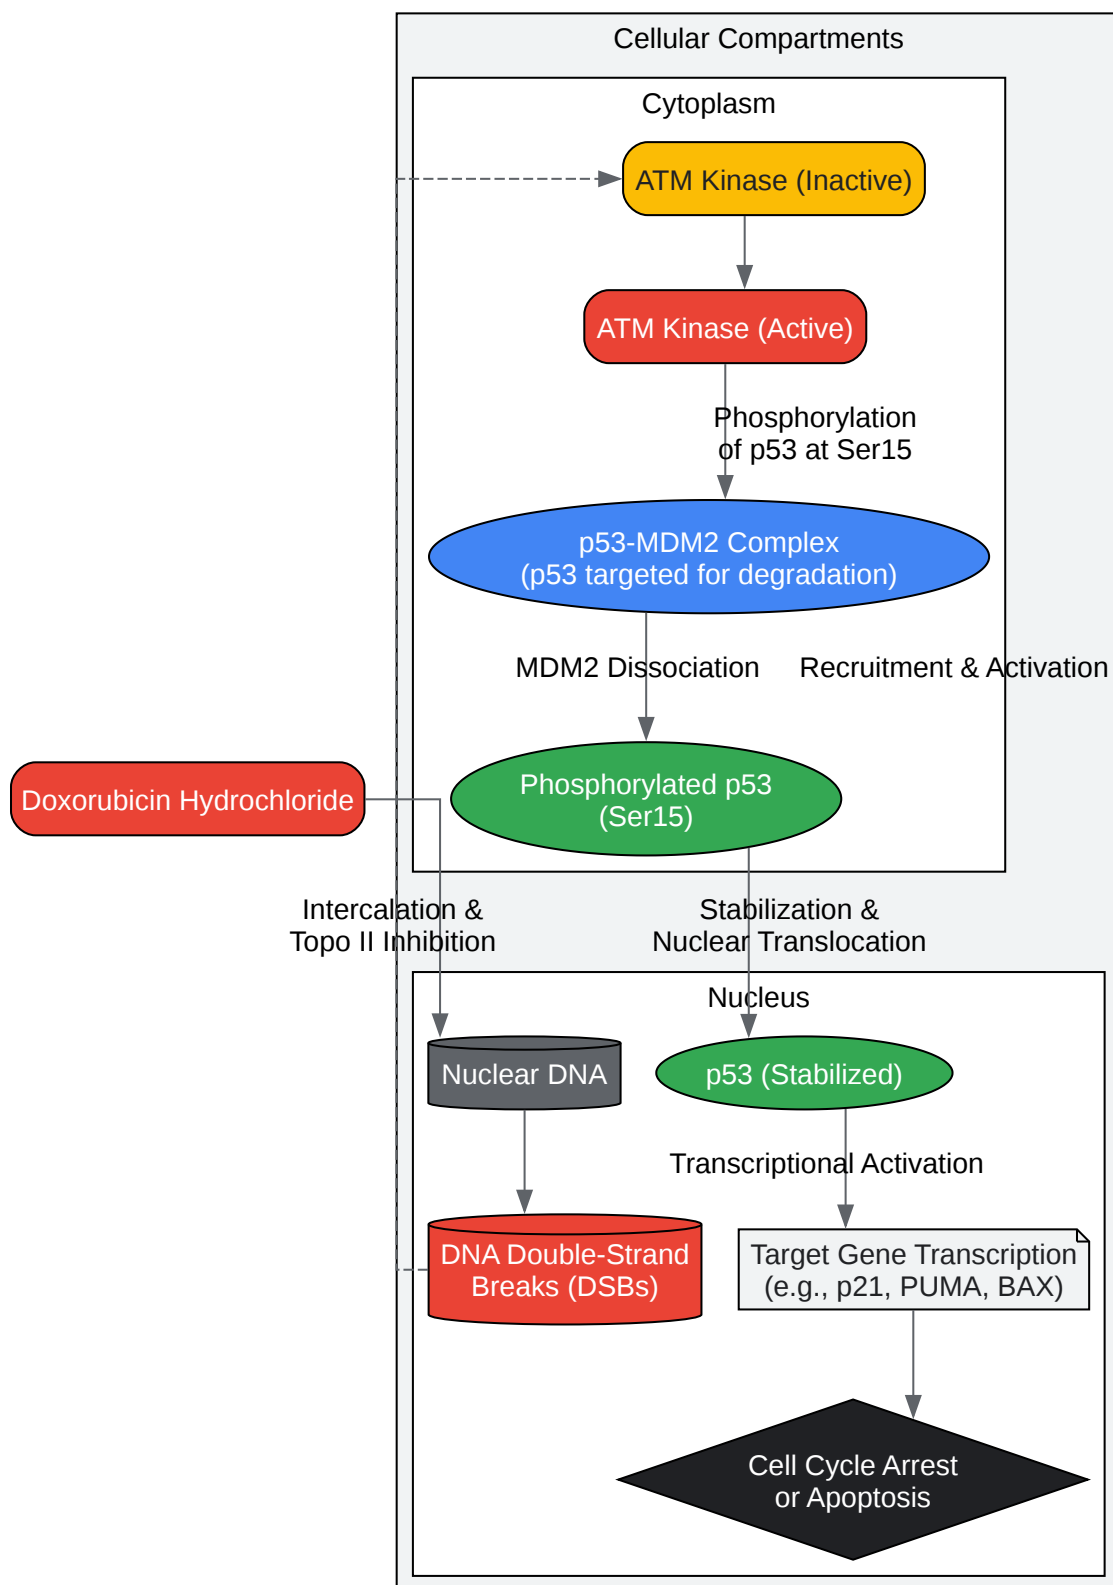 Cellular Compartments
Cytoplasm
ATM Kinase (Inactive)
ATM Kinase (Active)
Phosphorylation
of p53 at Ser15
p53-MDM2 Complex
(p53 targeted for degradation)
MDM2 Dissociation
Recruitment & Activation
Doxorubicin Hydrochloride
Phosphorylated p53
(Ser15)
Intercalation &
Topo II Inhibition
Stabilization &
Nuclear Translocation
Nucleus
Nuclear DNA
p53 (Stabilized)
Transcriptional Activation
DNA Double-Strand
Breaks (DSBs)
Target Gene Transcription
(e.g., p21, PUMA, BAX)
Cell Cycle Arrest
or Apoptosis